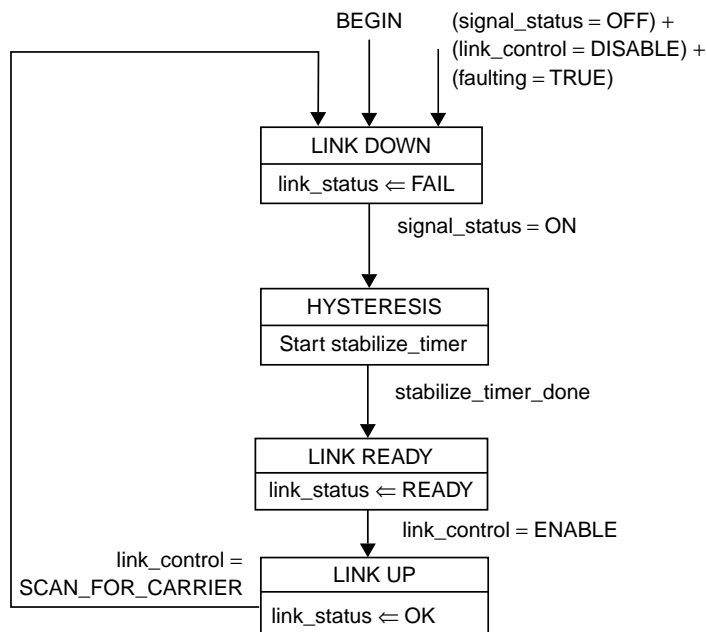 BEGIN
(signal_status = OFF) +
(link_control = DISABLE) +
(faulting = TRUE)
LINK DOWN
link_status ⇐ FAIL
signal_status = ON
HYSTERESIS
Start stabilize_timer
stabilize_timer_done
LINK READY
link_status ⇐ READY
link_control = ENABLE
link_control =
SCAN_FOR_CARRIER
LINK UP
link_status ⇐ OK